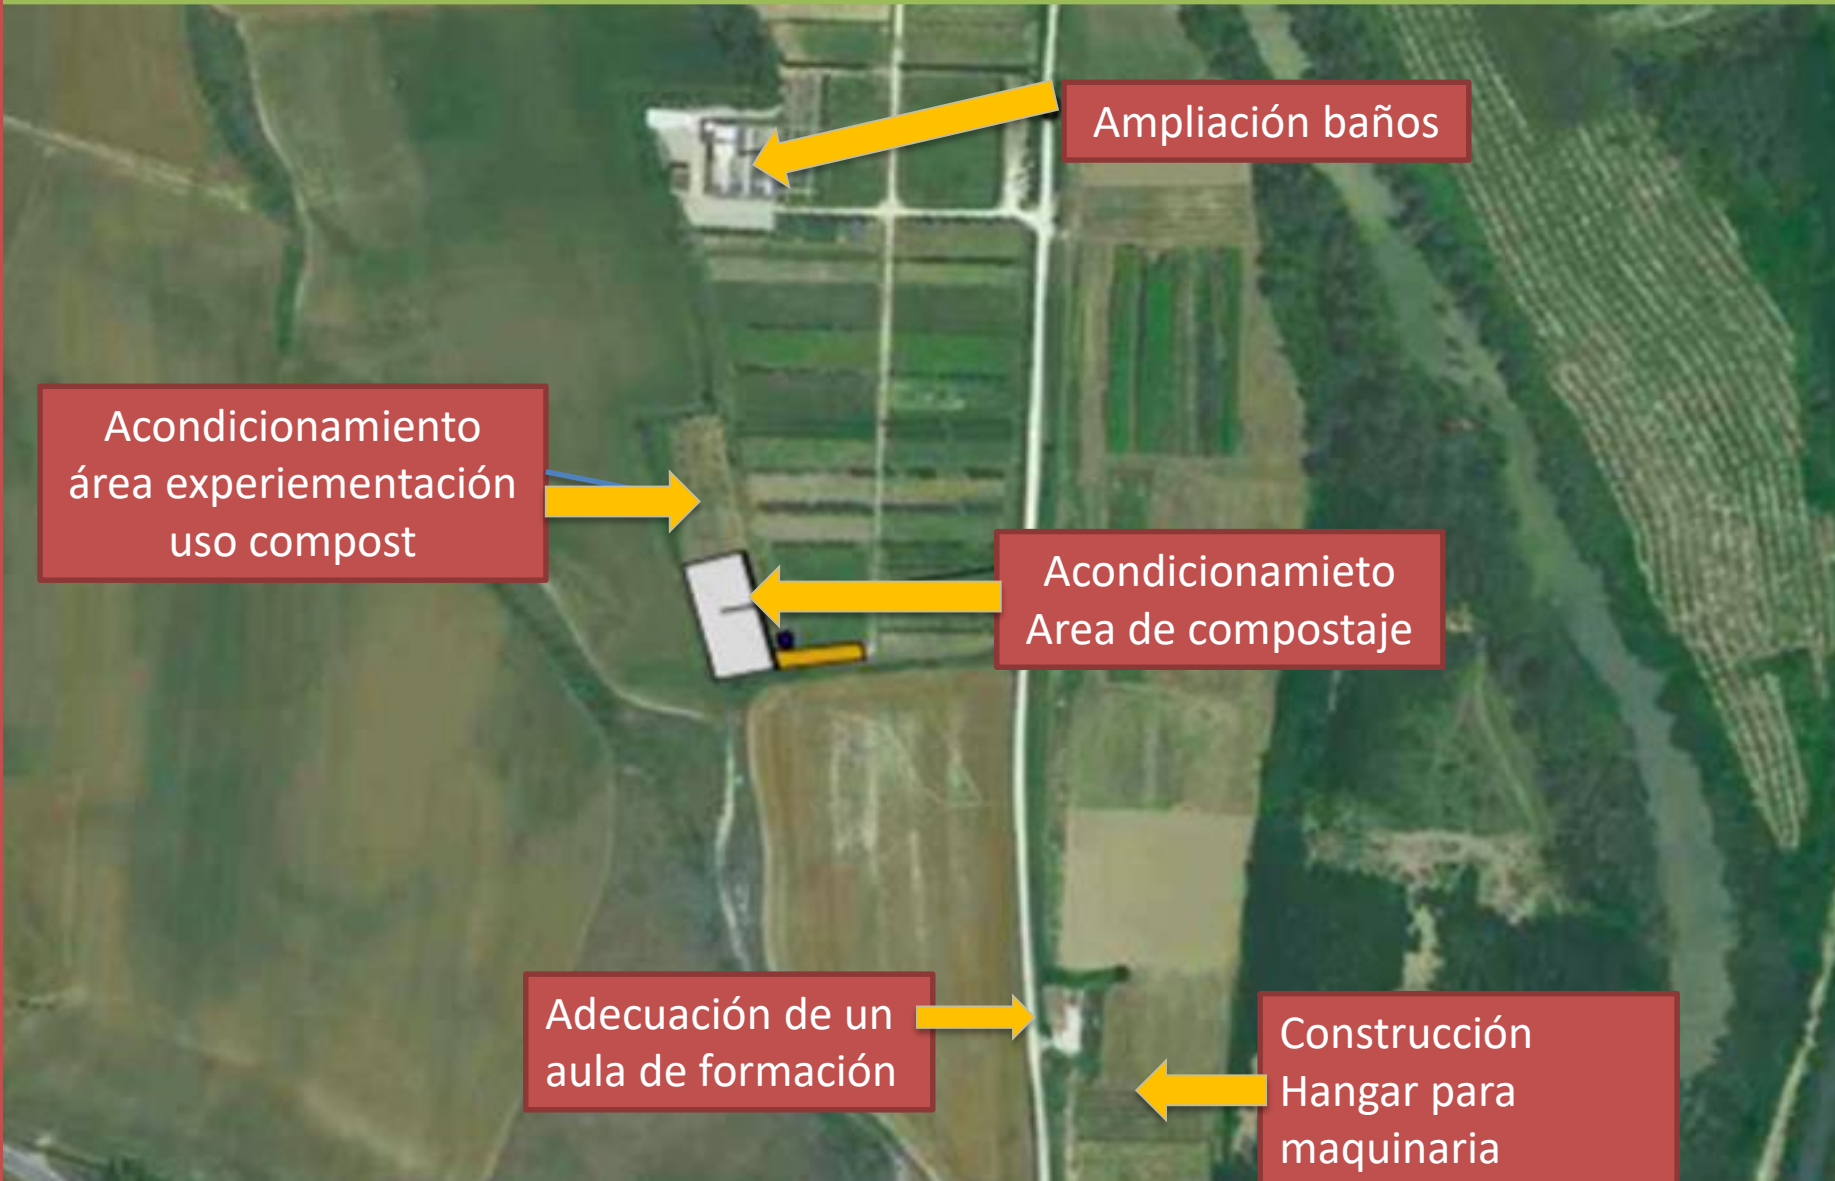 Ampliación baños
Acondicionamiento
área experiementación
uso compost
Acondicionamieto
Area de compostaje
Adecuación de un
aula de formación
Construcción
Hangar para
maquinaria